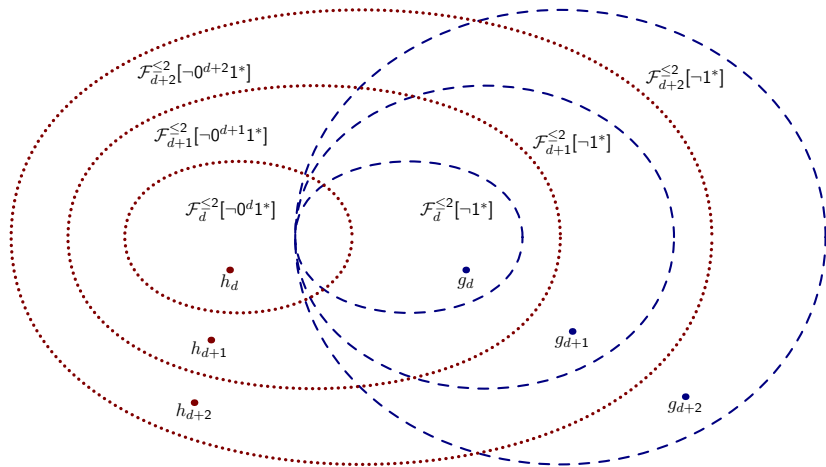 $\mathcal{F}_{d+2}^{\leq 2}[\neg 0^{d+2}1^*]$
$\mathcal{F}_{d+2}^{\leq 2}[\neg 1^*]$
$\mathcal{F}_{d+1}^{\leq 2}[\neg 0^{d+1}1^*]$
$\mathcal{F}_{d+1}^{\leq 2}[\neg 1^*]$
$\mathcal{F}_{d}^{\leq 2}[\neg 0^{d}1^*]$
$\mathcal{F}_{d}^{\leq 2}[\neg 1^*]$
$h_d$
$g_d$
$h_{d+1}$
$g_{d+1}$
$h_{d+2}$
$g_{d+2}$